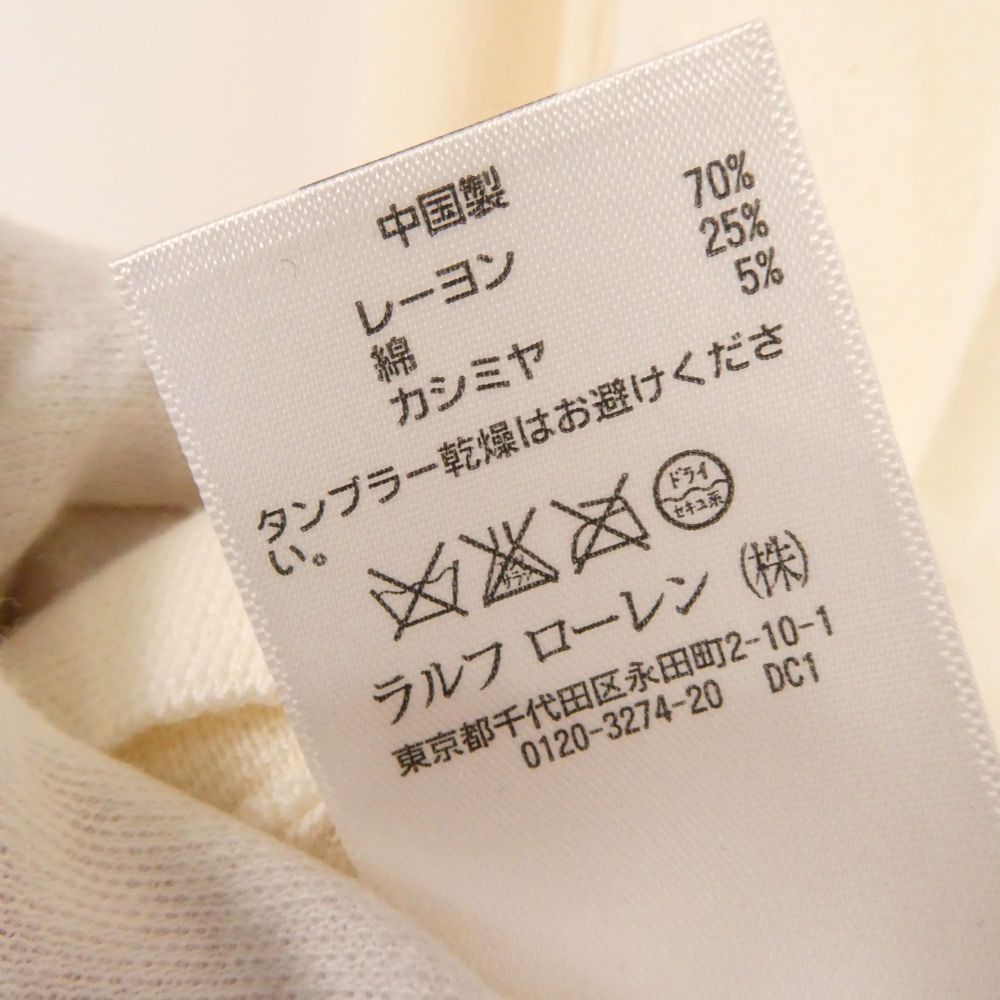 中国製
レーヨン 70%
綿 25%
カシミヤ 5%
タンブラー乾燥はお避けくださ
い。
ドライ
セキユ系
ラルフ ローレン (株)
東京都千代田区永田町2-10-1
0120-3274-20 DC1